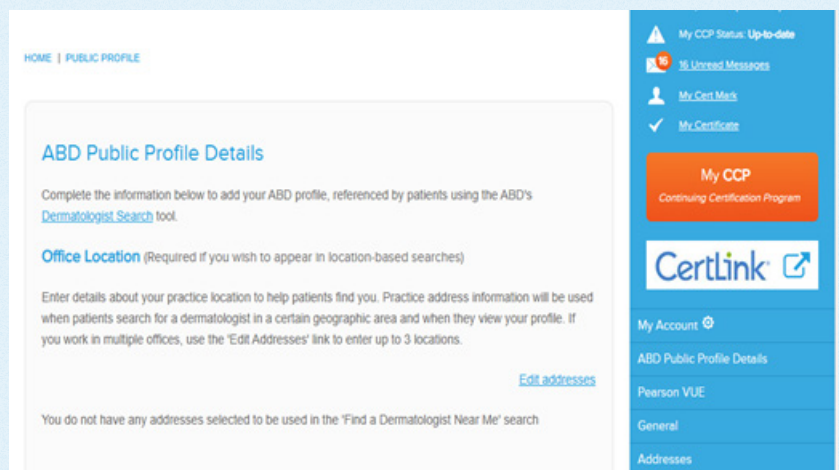 HOME | PUBLIC PROFILE
ABD Public Profile Details
Complete the information below to add your ABD profile, referenced by patients using the ABD's
Dermatologist Search tool.
Office Location (Required if you wish to appear in location-based searches)
Enter details about your practice location to help patients find you. Practice address information will be used
when patients search for a dermatologist in a certain geographic area and when they view your profile. If
you work in multiple offices, use the 'Edit Addresses' link to enter up to 3 locations.
Edit addresses
You do not have any addresses selected to be used in the 'Find a Dermatologist Near Me' search
My CCP Status: Up-to-date
16
16 Unread Messages
My Cert Mark
My Certificate
My CCP
Continuing Certification Program
CertLink
My Account
ABD Public Profile Details
Pearson VUE
General
Addresses